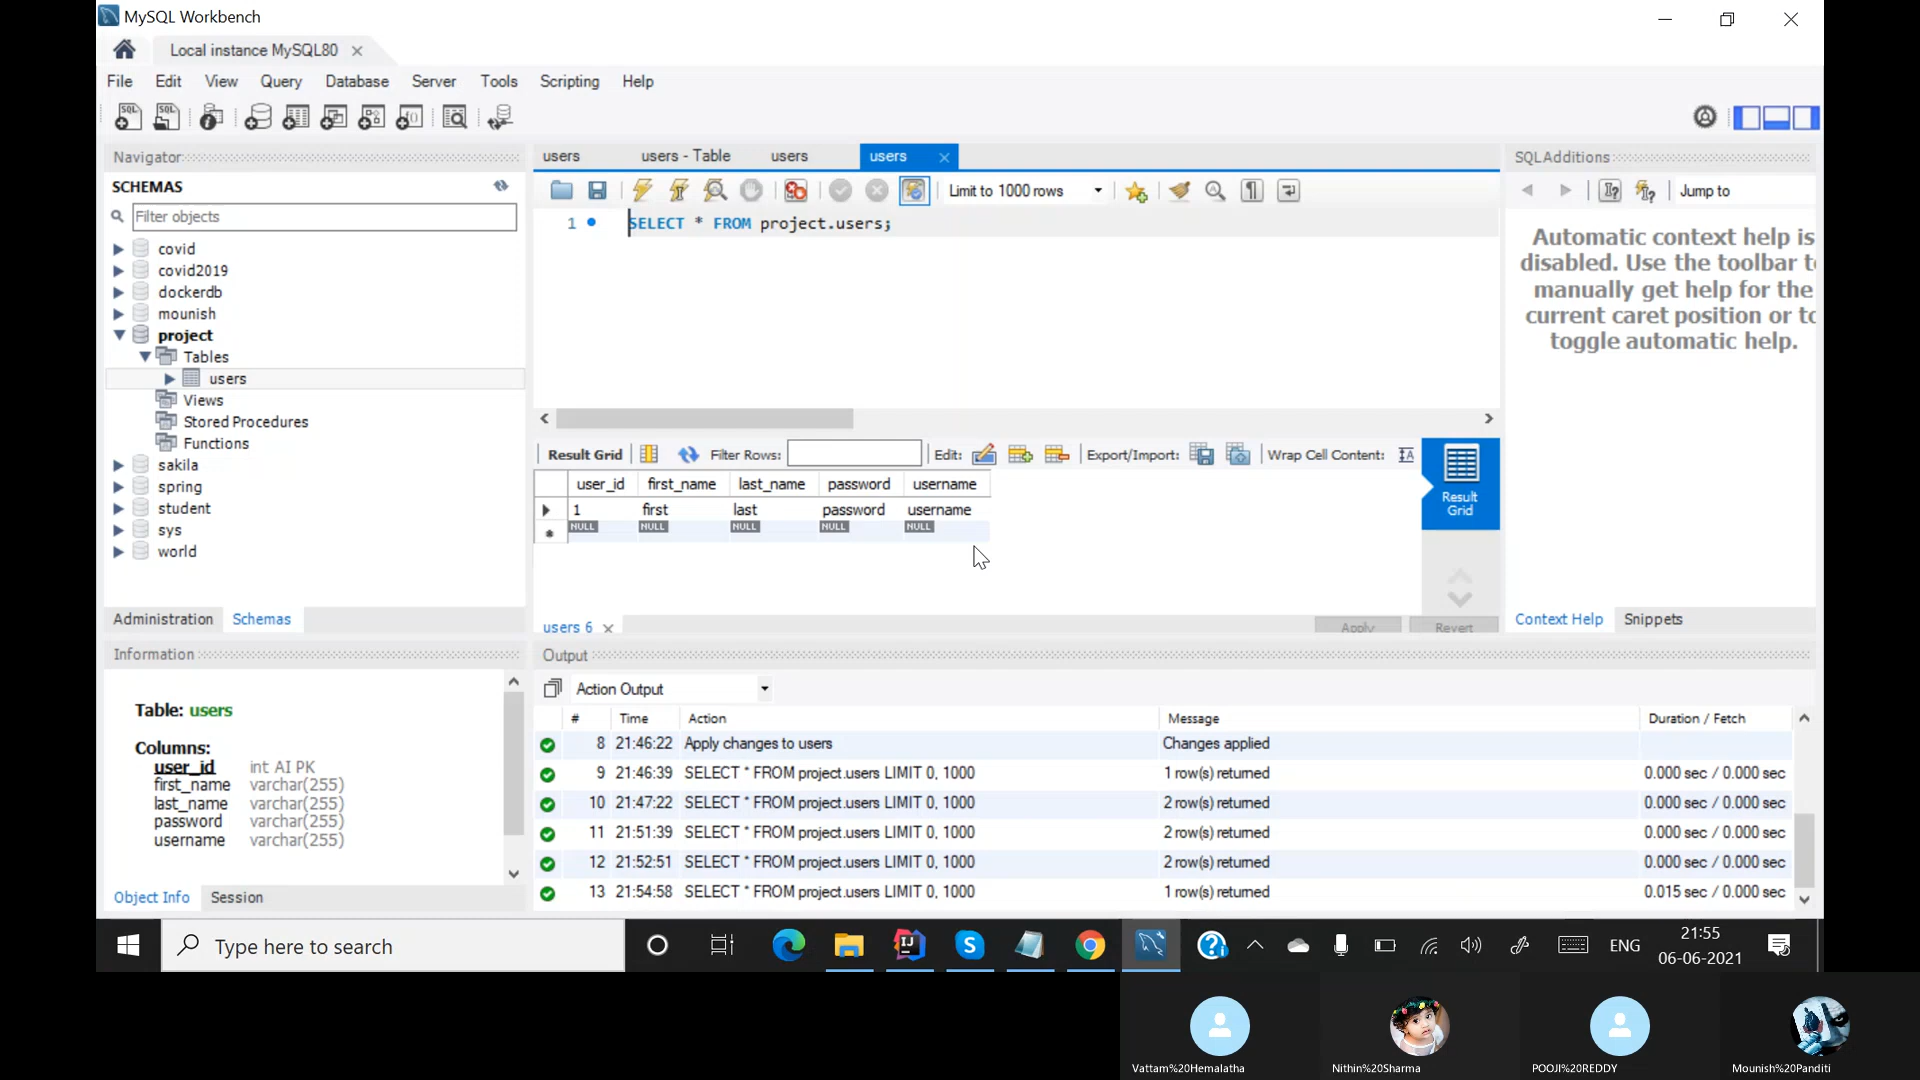 MySQL Workbench
Local instance MySQL80
File Edit View Query Database Server Tools Scripting Help
Navigator
SCHEMAS
Filter objects
covid
covid2019
dockerdb
mounish
project
Tables
users
Views
Stored Procedures
Functions
sakila
spring
student
sys
world
Administration Schemas
Information
Table: users
Columns:
user_id int AI PK
first_name varchar(255)
last_name varchar(255)
password varchar(255)
username varchar(255)
Object Info Session
users users - Table users users
Limit to 1000 rows
1 SELECT * FROM project.users;
Result Grid Filter Rows: Edit: Export/Import: Wrap Cell Content:
user_id first_name last_name password username
1 first last password username
NULL NULL NULL NULL NULL
Result
Grid
users 6
Apply Revert
SQLAdditions
Jump to
Automatic context help is
disabled. Use the toolbar
manually get help for the
current caret position or
toggle automatic help.
Context Help Snippets
Output
Action Output
# Time Action Message Duration / Fetch
8 21:46:22 Apply changes to users Changes applied
9 21:46:39 SELECT * FROM project.users LIMIT 0, 1000 1 row(s) returned 0.000 sec / 0.000 sec
10 21:47:22 SELECT * FROM project.users LIMIT 0, 1000 2 row(s) returned 0.000 sec / 0.000 sec
11 21:51:39 SELECT * FROM project.users LIMIT 0, 1000 2 row(s) returned 0.000 sec / 0.000 sec
12 21:52:51 SELECT * FROM project.users LIMIT 0, 1000 2 row(s) returned 0.000 sec / 0.000 sec
13 21:54:58 SELECT * FROM project.users LIMIT 0, 1000 1 row(s) returned 0.015 sec / 0.000 sec
Type here to search
ENG
21:55
06-06-2021
Vattam%20Hemalatha Nithin%20Sharma POOJI%20REDDY Mounish%20Panditi